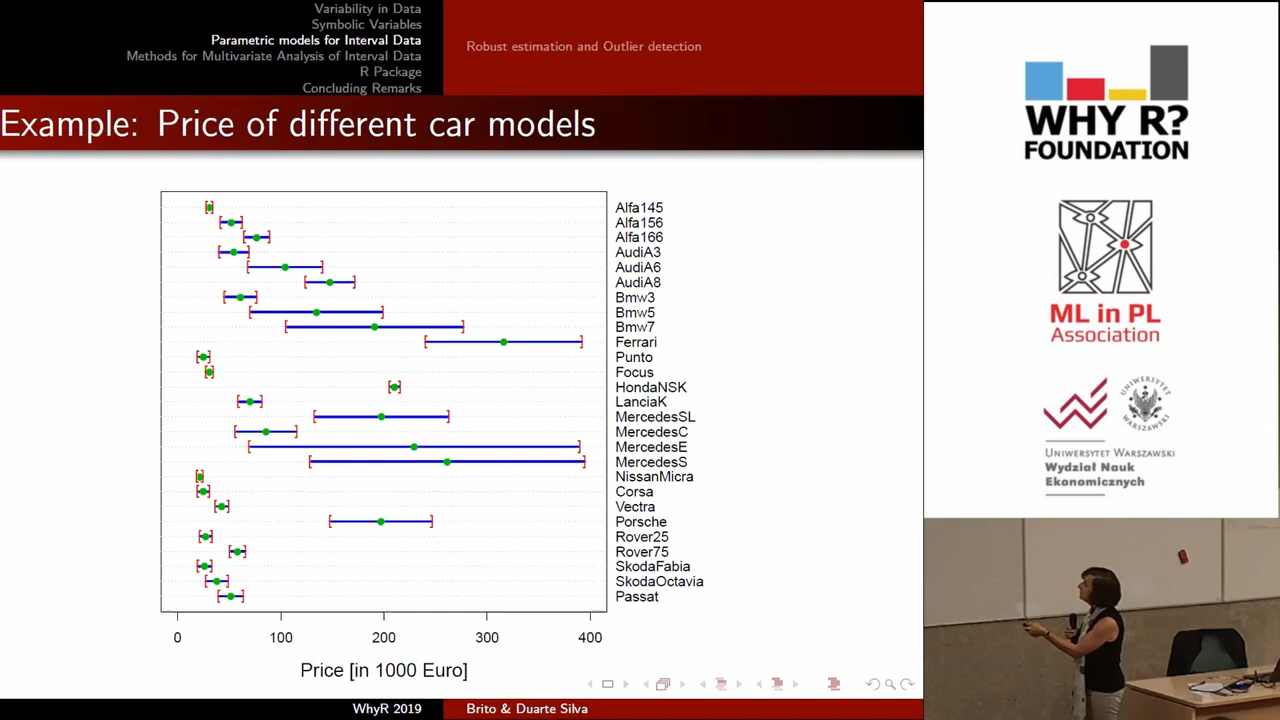 Variability in Data
Symbolic Variables
Parametric models for Interval Data
Methods for Multivariate Analysis of Interval Data
R Package
Concluding Remarks
Robust estimation and Outlier detection
Example: Price of different car models
Alfa145
Alfa156
Alfa166
AudiA3
AudiA6
AudiA8
Bmw3
Bmw5
Bmw7
Ferrari
Punto
Focus
HondaNSK
LanciaK
MercedesSL
MercedesC
MercedesE
MercedesS
NissanMicra
Corsa
Vectra
Porsche
Rover25
Rover75
SkodaFabia
SkodaOctavia
Passat
0 100 200 300 400
Price [in 1000 Euro]
WhyR 2019
Brito & Duarte Silva
WHY R?
FOUNDATION
ML in PL
Association
UNIWERSYTET
WARSZAWSKI
UNIWERSYTET WARSZAWSKI
Wydział Nauk
Ekonomicznych